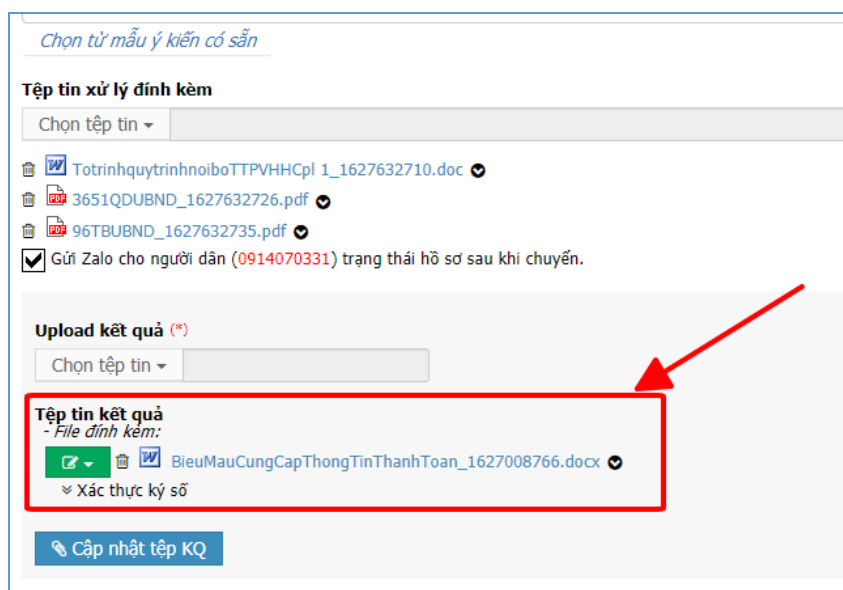 Chọn từ mẫu ý kiến có sẵn
Tệp tin xử lý đính kèm
Chọn tệp tin
TotrinhquytrinhnoiboTTPVHHCpl 1_1627632710.doc
3651QDUBND_1627632726.pdf
96TBUBND_1627632735.pdf
Gửi Zalo cho người dân (0914070331) trạng thái hồ sơ sau khi chuyển.
Upload kết quả (*)
Chọn tệp tin
Tệp tin kết quả
- File đính kèm:
BieuMauCungCapThongTinThanhToan_1627008766.docx
Xác thực ký số
Cập nhật tệp KQ